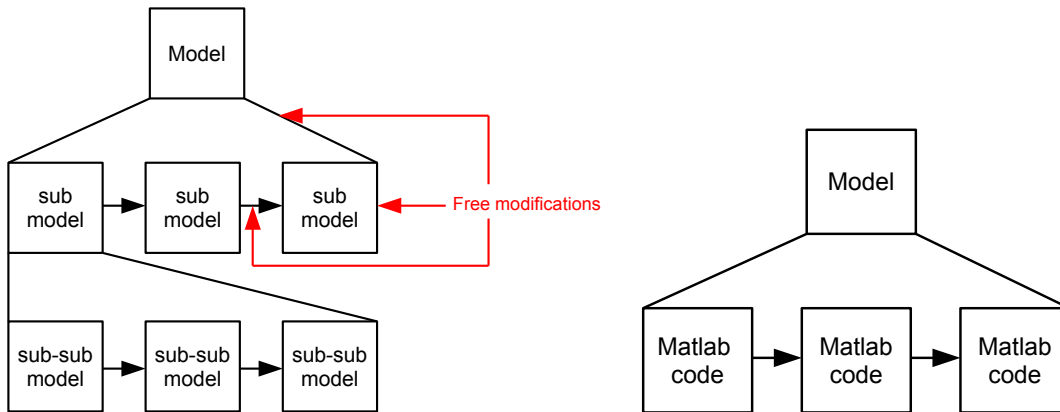 Model
sub
model
sub
model
sub
model
Free modifications
sub-sub
model
sub-sub
model
sub-sub
model
Model
Matlab
code
Matlab
code
Matlab
code